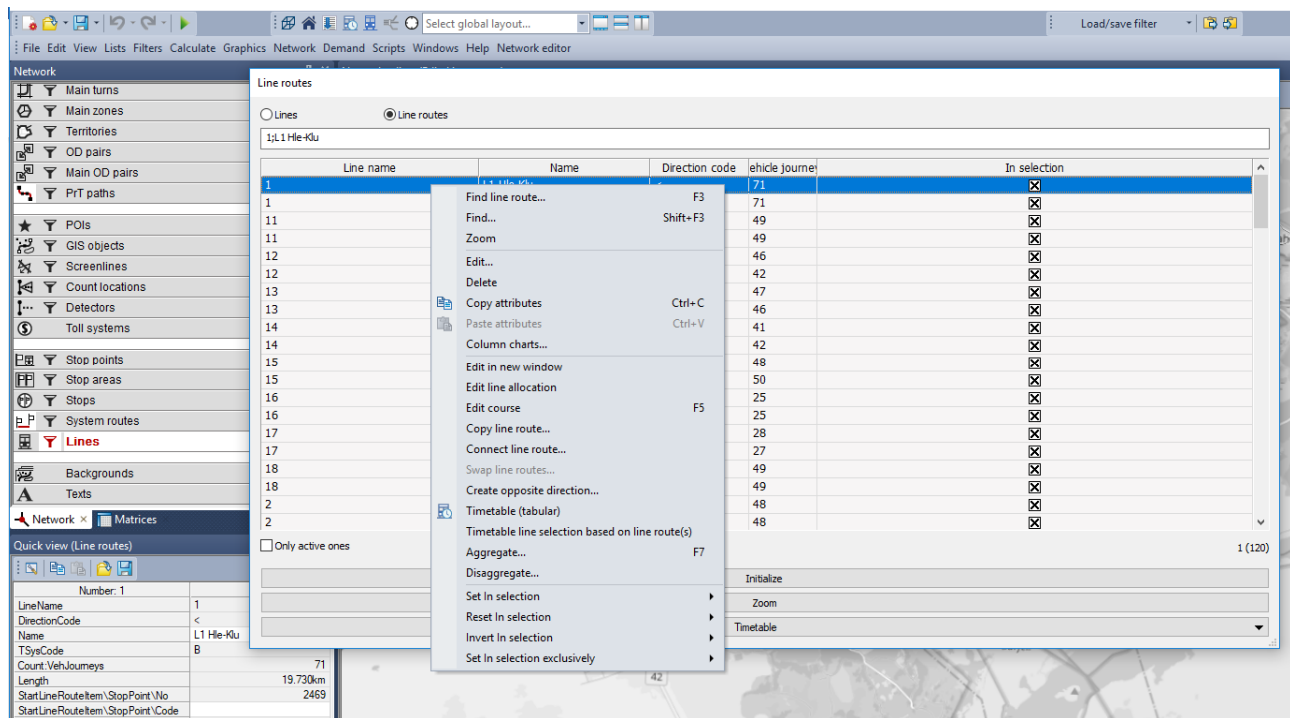 Select global layout...
Load/save filter
File Edit View Lists Filters Calculate Graphics Network Demand Scripts Windows Help Network editor
Network
Main turns
Main zones
Territories
OD pairs
Main OD pairs
PrT paths
POIs
GIS objects
Screenlines
Count locations
Detectors
Toll systems
Stop points
Stop areas
Stops
System routes
Lines
Backgrounds
A Texts
Network × Matrices
Quick view (Line routes)
Number: 1
LineName 1
DirectionCode <
Name L1 Hle-Klu
TSysCode B
Count:VehJourneys 71
Length 19.730km
StartLineRouteItem\StopPoint\No 2469
StartLineRouteItem\StopPoint\Code
Line routes
Lines Line routes
1;L1 Hle-Klu
Line name Name Direction code ehicle journey In selection
1 L1 Hle-Klu < 71
1 71
11 49
11 49
12 46
12 42
13 47
13 46
14 41
14 42
15 48
15 50
16 25
16 25
17 28
17 27
18 49
18 49
2 48
2 48
Only active ones 1 (120)
Initialize
Zoom
Timetable
Find line route... F3
Find... Shift+F3
Zoom
Edit...
Delete
Copy attributes Ctrl+C
Paste attributes Ctrl+V
Column charts...
Edit in new window
Edit line allocation
Edit course F5
Copy line route...
Connect line route...
Swap line routes...
Create opposite direction...
Timetable (tabular)
Timetable line selection based on line route(s)
Aggregate... F7
Disaggregate...
Set In selection
Reset In selection
Invert In selection
Set In selection exclusively
42